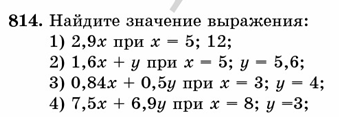 814. Найдите значение выражения:
1) 2,9x при x = 5; 12;
2) 1,6x + y при x = 5; y = 5,6;
3) 0,84x + 0,5y при x = 3; y = 4;
4) 7,5x + 6,9y при x = 8; y =3;